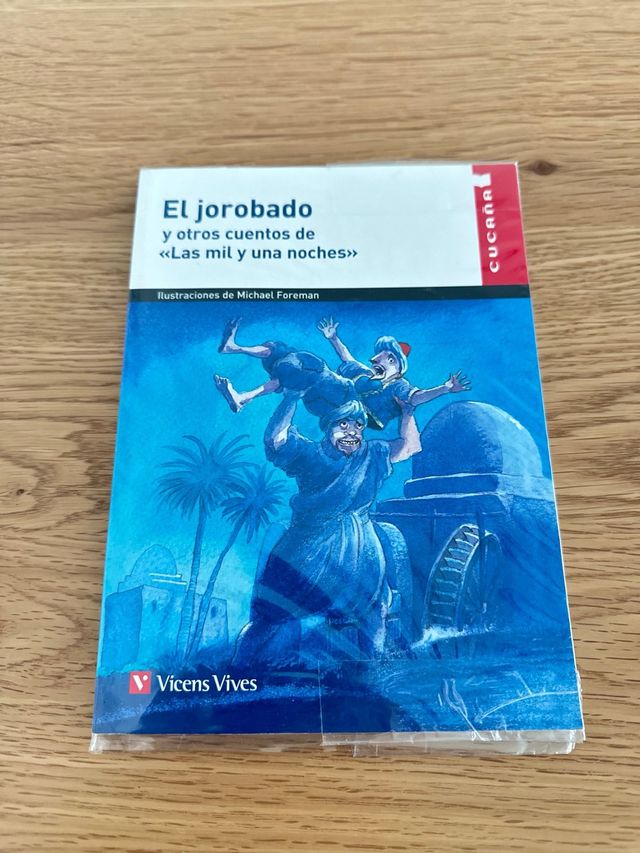 El jorobado
y otros cuentos de
«Las mil y una noches»
CUCAÑA
Ilustraciones de Michael Foreman
V Vicens Vives